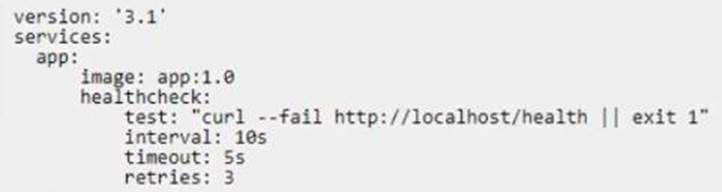 version: '3.1'
services:
  app:
      image: app:1.0
      healthcheck:
          test: "curl --fail http://localhost/health || exit 1"
          interval: 10s
          timeout: 5s
          retries: 3